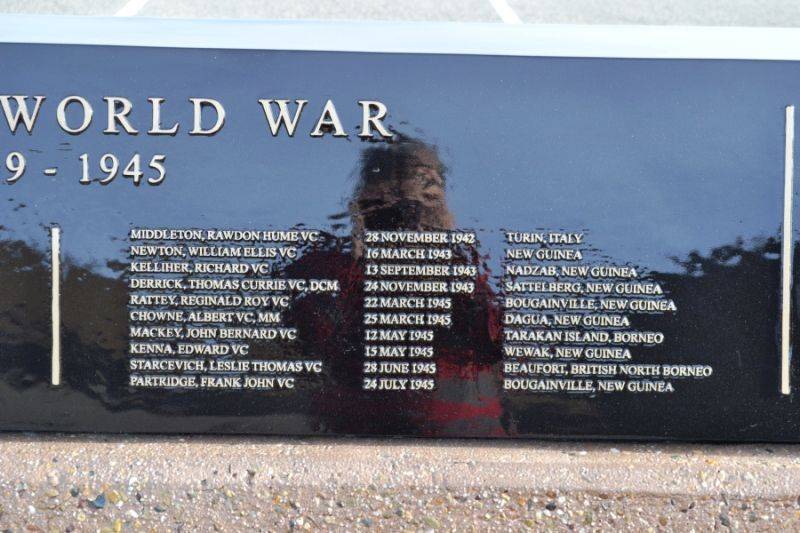 WORLD WAR
9 - 1945
MIDDLETON, RAWDON HUME VC 28 NOVEMBER 1942 TURIN, ITALY
NEWTON, WILLIAM ELLIS VC 16 MARCH 1943 NEW GUINEA
KELLIHER, RICHARD VC 13 SEPTEMBER 1943 NADZAB, NEW GUINEA
DERRICK, THOMAS CURRIE VC, DCM 24 NOVEMBER 1943 SATTELBERG, NEW GUINEA
RATTEY, REGINALD ROY VC 22 MARCH 1945 BOUGAINVILLE, NEW GUINEA
CHOWNE, ALBERT VC, MM 25 MARCH 1945 DAGUA, NEW GUINEA
MACKEY, JOHN BERNARD VC 12 MAY 1945 TARAKAN ISLAND, BORNEO
KENNA, EDWARD VC 15 MAY 1945 WEWAK, NEW GUINEA
STARCEVICH, LESLIE THOMAS VC 28 JUNE 1945 BEAUFORT, BRITISH NORTH BORNEO
PARTRIDGE, FRANK JOHN VC 24 JULY 1945 BOUGAINVILLE, NEW GUINEA